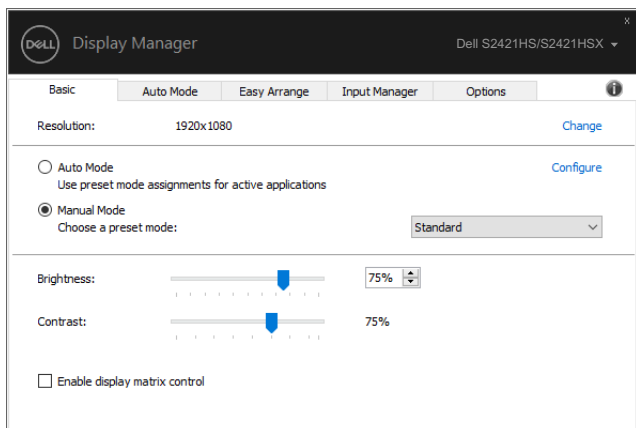 x
DELL Display Manager Dell S2421HS/S2421HSX
Basic Auto Mode Easy Arrange Input Manager Options
Resolution: 1920x1080 Change
Auto Mode Configure
Use preset mode assignments for active applications
Manual Mode
Choose a preset mode: Standard
Brightness: 75%
Contrast: 75%
Enable display matrix control